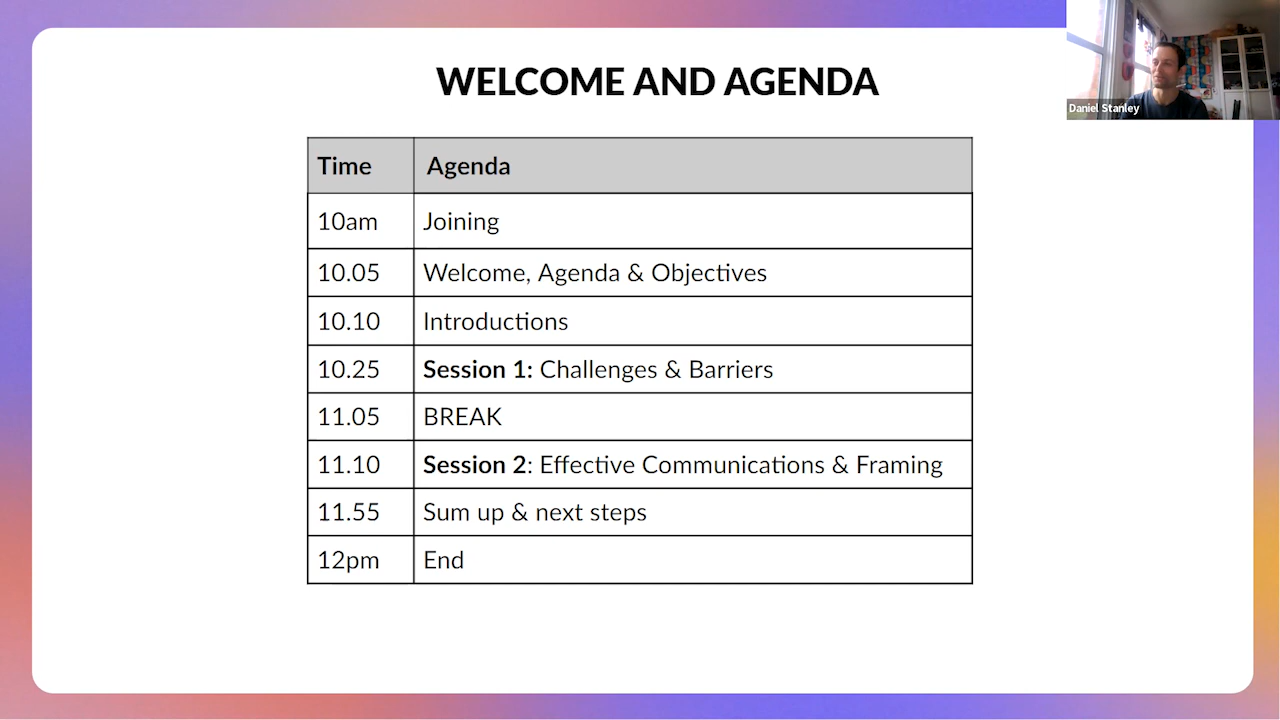 WELCOME AND AGENDA
Daniel Stanley
Time Agenda
10am Joining
10.05 Welcome, Agenda & Objectives
10.10 Introductions
10.25 Session 1: Challenges & Barriers
11.05 BREAK
11.10 Session 2: Effective Communications & Framing
11.55 Sum up & next steps
12pm End